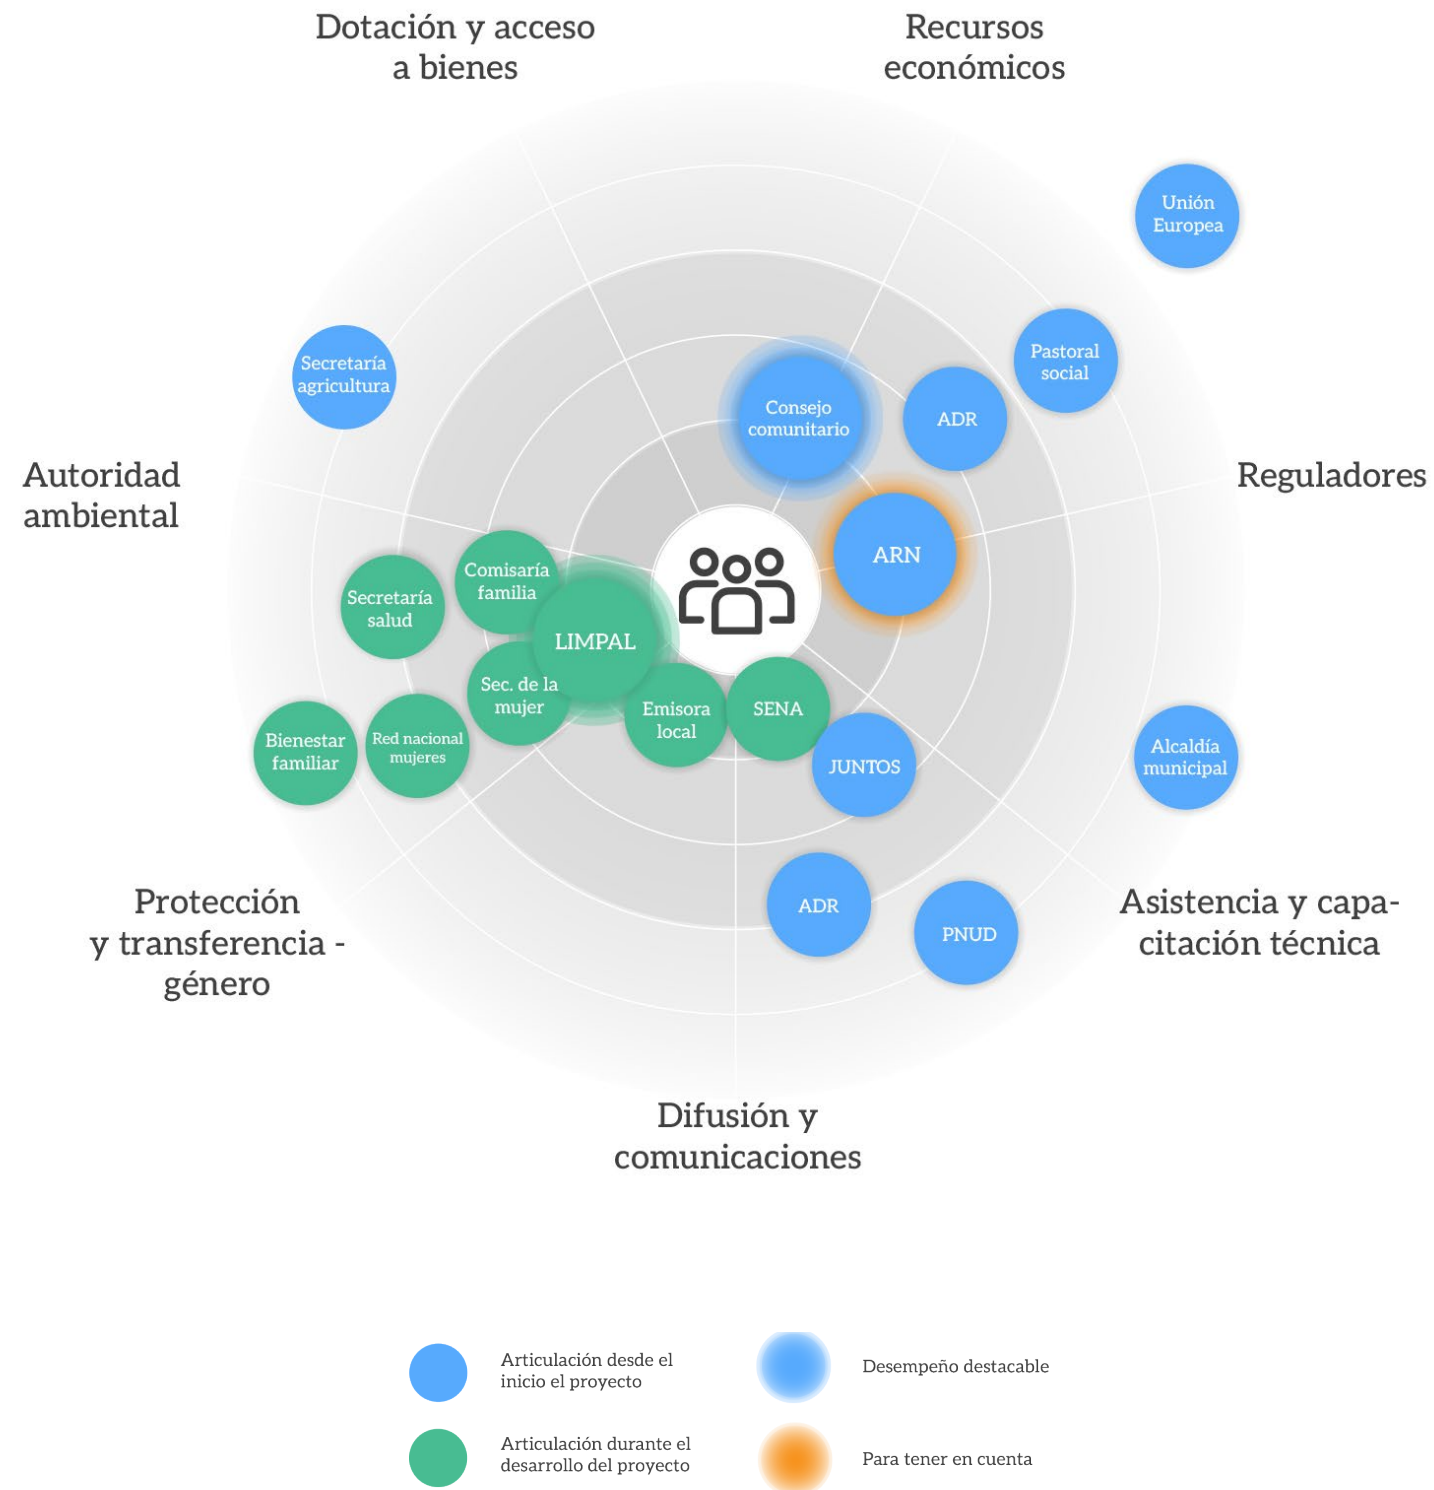 Dotación y acceso
a bienes
Recursos
económicos
Unión
Europea
Pastoral
social
Secretaría
agricultura
Consejo
comunitario
ADR
Autoridad
ambiental
Reguladores
ARN
Comisaría
familia
Secretaría
salud
LIMPAL
Sec. de la
mujer
Emisora
local
SENA
Bienestar
familiar
Red nacional
mujeres
JUNTOS
Alcaldía
municipal
ADR
PNUD
Protección
y transferencia -
género
Asistencia y capa-
citación técnica
Difusión y
comunicaciones
Articulación desde el
inicio el proyecto
Desempeño destacable
Articulación durante el
desarrollo del proyecto
Para tener en cuenta